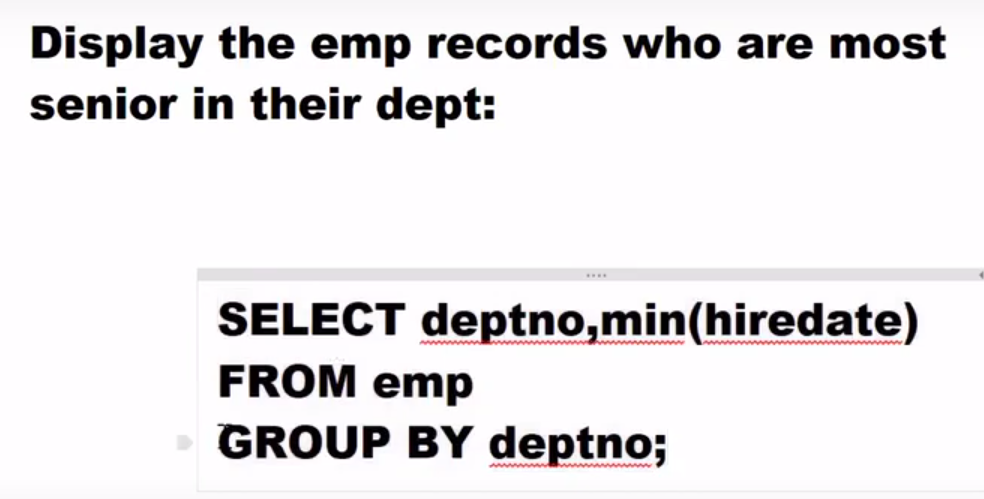 Display the emp records who are most
senior in their dept:
SELECT deptno,min(hiredate)
FROM emp
GROUP BY deptno;